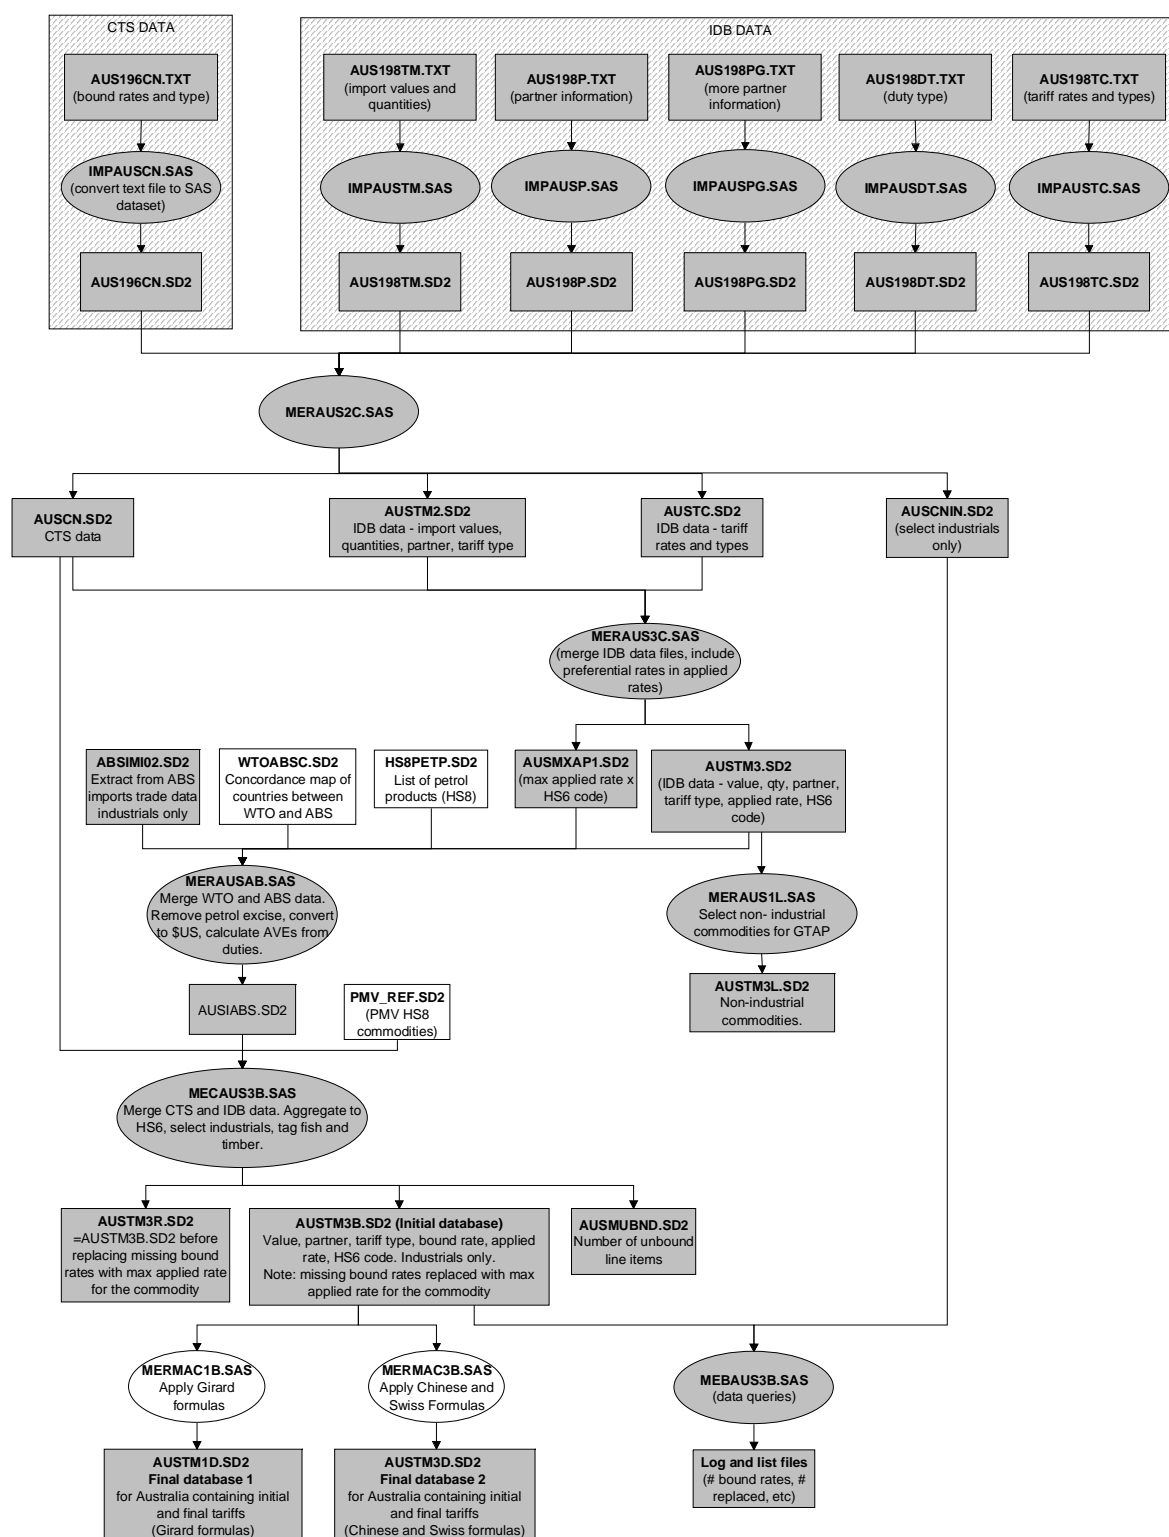 CTS DATA
IDB DATA
AUS196CN.TXT
(bound rates and type)
AUS198TM.TXT
(import values and
quantities)
AUS198P.TXT
(partner information)
AUS198PG.TXT
(more partner
information)
AUS198DT.TXT
(duty type)
AUS198TC.TXT
(tariff rates and types)
IMPAUSCN.SAS
(convert text file to SAS
dataset)
IMPAUSTM.SAS
IMPAUSP.SAS
IMPAUSPG.SAS
IMPAUSDT.SAS
IMPAUSTC.SAS
AUS196CN.SD2
AUS198TM.SD2
AUS198P.SD2
AUS198PG.SD2
AUS198DT.SD2
AUS198TC.SD2
MERAUS2C.SAS
AUSCN.SD2
CTS data
AUSTM2.SD2
IDB data - import values,
quantities, partner, tariff type
AUSTC.SD2
IDB data - tariff
rates and types
AUSCNIN.SD2
(select industrials
only)
MERAUS3C.SAS
(merge IDB data files, include
preferential rates in applied
rates)
ABSIMI02.SD2
Extract from ABS
imports trade data
industrials only
WTOABSC.SD2
Concordance map of
countries between
WTO and ABS
HS8PETP.SD2
List of petrol
products (HS8)
AUSMXAP1.SD2
(max applied rate x
HS6 code)
AUSTM3.SD2
(IDB data - value, qty, partner,
tariff type, applied rate, HS6
code)
MERAUSAB.SAS
Merge WTO and ABS data.
Remove petrol excise, convert
to $US, calculate AVEs from
duties.
MERAUS1L.SAS
Select non- industrial
commodities for GTAP
AUSIABS.SD2
PMV_REF.SD2
(PMV HS8
commodities)
AUSTM3L.SD2
Non-industrial
commodities.
MECAUS3B.SAS
Merge CTS and IDB data. Aggregate to
HS6, select industrials, tag fish and
timber.
AUSTM3R.SD2
=AUSTM3B.SD2 before
replacing missing bound
rates with max applied rate
for the commodity
AUSTM3B.SD2 (Initial database)
Value, partner, tariff type, bound rate, applied
rate, HS6 code. Industrials only.
Note: missing bound rates replaced with max
applied rate for the commodity
AUSMUBND.SD2
Number of unbound
line items
MERMAC1B.SAS
Apply Girard
formulas
MERMAC3B.SAS
Apply Chinese and
Swiss Formulas
MEBAUS3B.SAS
(data queries)
AUSTM1D.SD2
Final database 1
for Australia containing initial
and final tariffs
(Girard formulas)
AUSTM3D.SD2
Final database 2
for Australia containing initial
and final tariffs
(Chinese and Swiss formulas)
Log and list files
(# bound rates, #
replaced, etc)